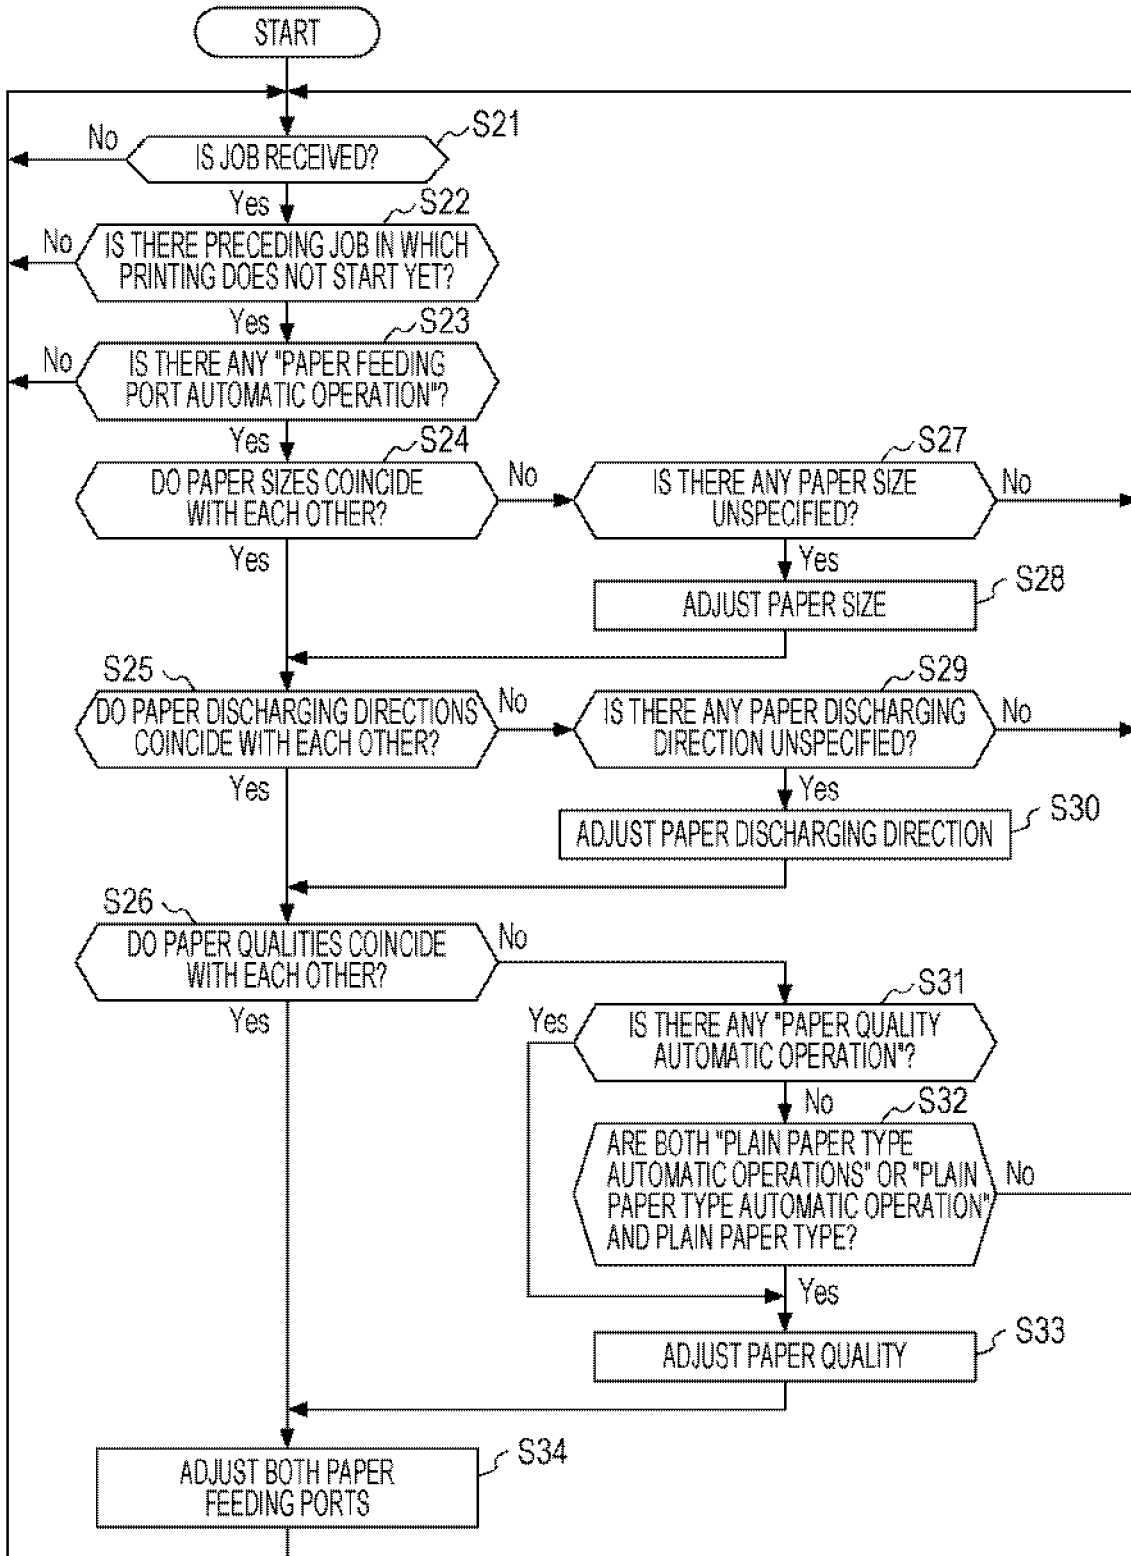 START
S21
No
IS JOB RECEIVED?
Yes
S22
No
IS THERE PRECEDING JOB IN WHICH
PRINTING DOES NOT START YET?
Yes
S23
No
IS THERE ANY "PAPER FEEDING
PORT AUTOMATIC OPERATION"?
Yes
S24
DO PAPER SIZES COINCIDE
WITH EACH OTHER?
No
S27
IS THERE ANY PAPER SIZE
UNSPECIFIED?
No
Yes
Yes
S28
ADJUST PAPER SIZE
S25
DO PAPER DISCHARGING DIRECTIONS
COINCIDE WITH EACH OTHER?
No
S29
IS THERE ANY PAPER DISCHARGING
DIRECTION UNSPECIFIED?
No
Yes
Yes
S30
ADJUST PAPER DISCHARGING DIRECTION
S26
DO PAPER QUALITIES COINCIDE
WITH EACH OTHER?
No
Yes
S31
Yes
IS THERE ANY "PAPER QUALITY
AUTOMATIC OPERATION"?
No
S32
ARE BOTH "PLAIN PAPER TYPE
AUTOMATIC OPERATIONS" OR "PLAIN
PAPER TYPE AUTOMATIC OPERATION"
AND PLAIN PAPER TYPE?
No
Yes
S33
ADJUST PAPER QUALITY
S34
ADJUST BOTH PAPER
FEEDING PORTS